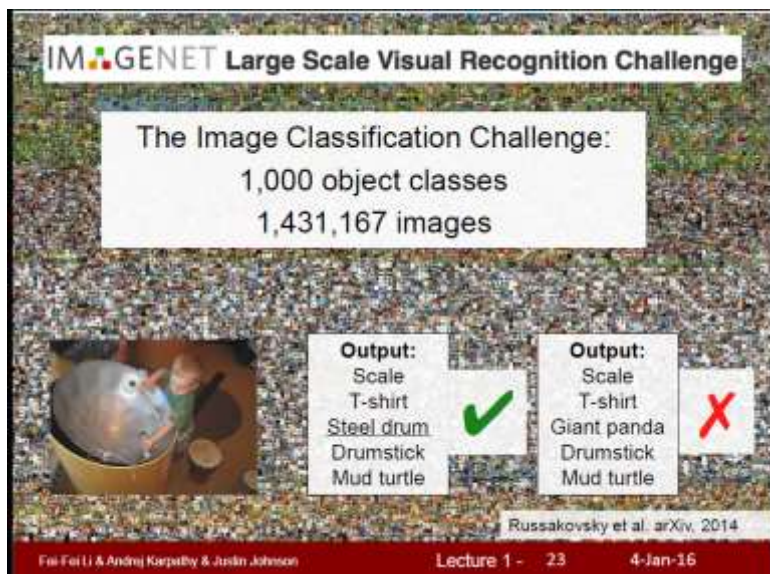 IMAGENET Large Scale Visual Recognition Challenge
The Image Classification Challenge:
1,000 object classes
1,431,167 images
Output:
Scale
T-shirt
Steel drum
Drumstick
Mud turtle
Output:
Scale
T-shirt
Giant panda
Drumstick
Mud turtle
Russakovsky et al. arXiv, 2014
Fei-Fei Li & Andrej Karpathy & Justin Johnson
Lecture 1 - 23
4-Jan-16